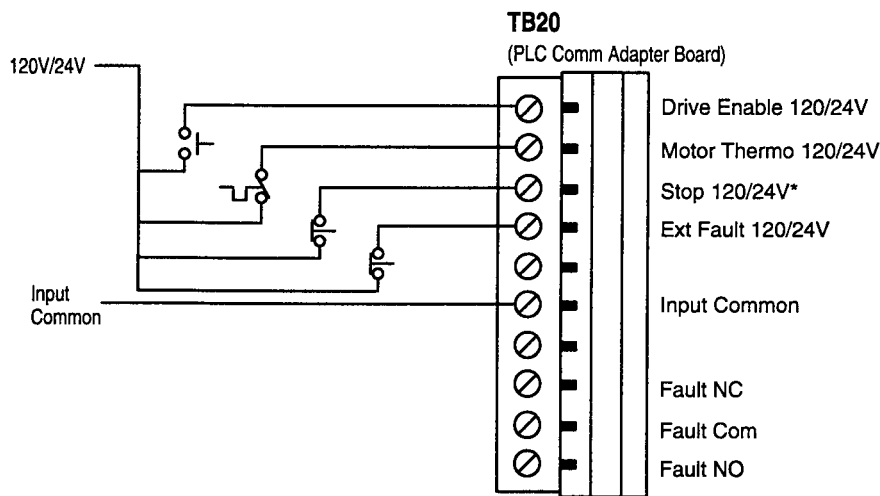 TB20
(PLC Comm Adapter Board)
120V/24V
Drive Enable 120/24V
Motor Thermo 120/24V
Stop 120/24V*
Ext Fault 120/24V
Input
Common
Input Common
Fault NC
Fault Com
Fault NO